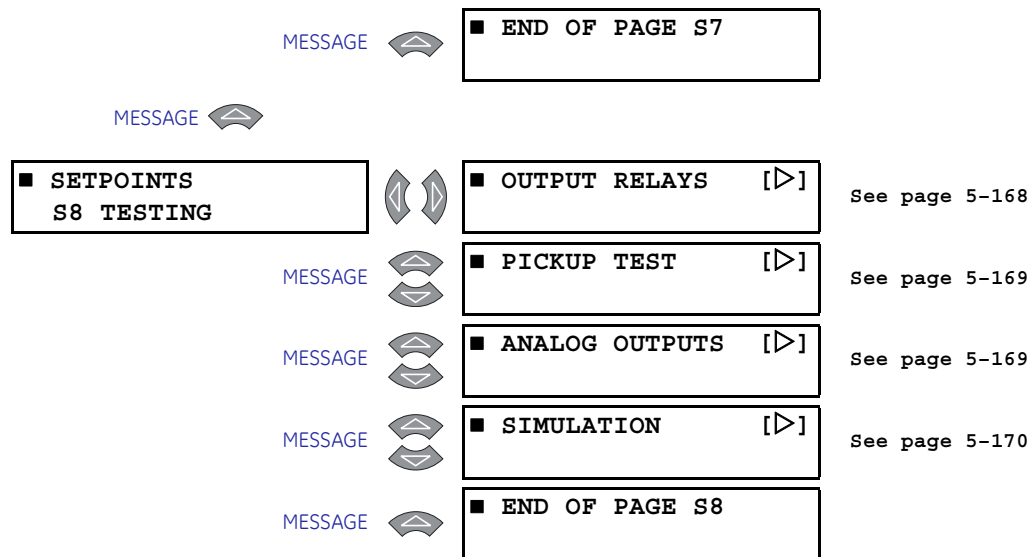 MESSAGE ■ END OF PAGE S7
MESSAGE
■ SETPOINTS
S8 TESTING
■ OUTPUT RELAYS [▷] See page 5-168
MESSAGE ■ PICKUP TEST [▷] See page 5-169
MESSAGE ■ ANALOG OUTPUTS [▷] See page 5-169
MESSAGE ■ SIMULATION [▷] See page 5-170
MESSAGE ■ END OF PAGE S8